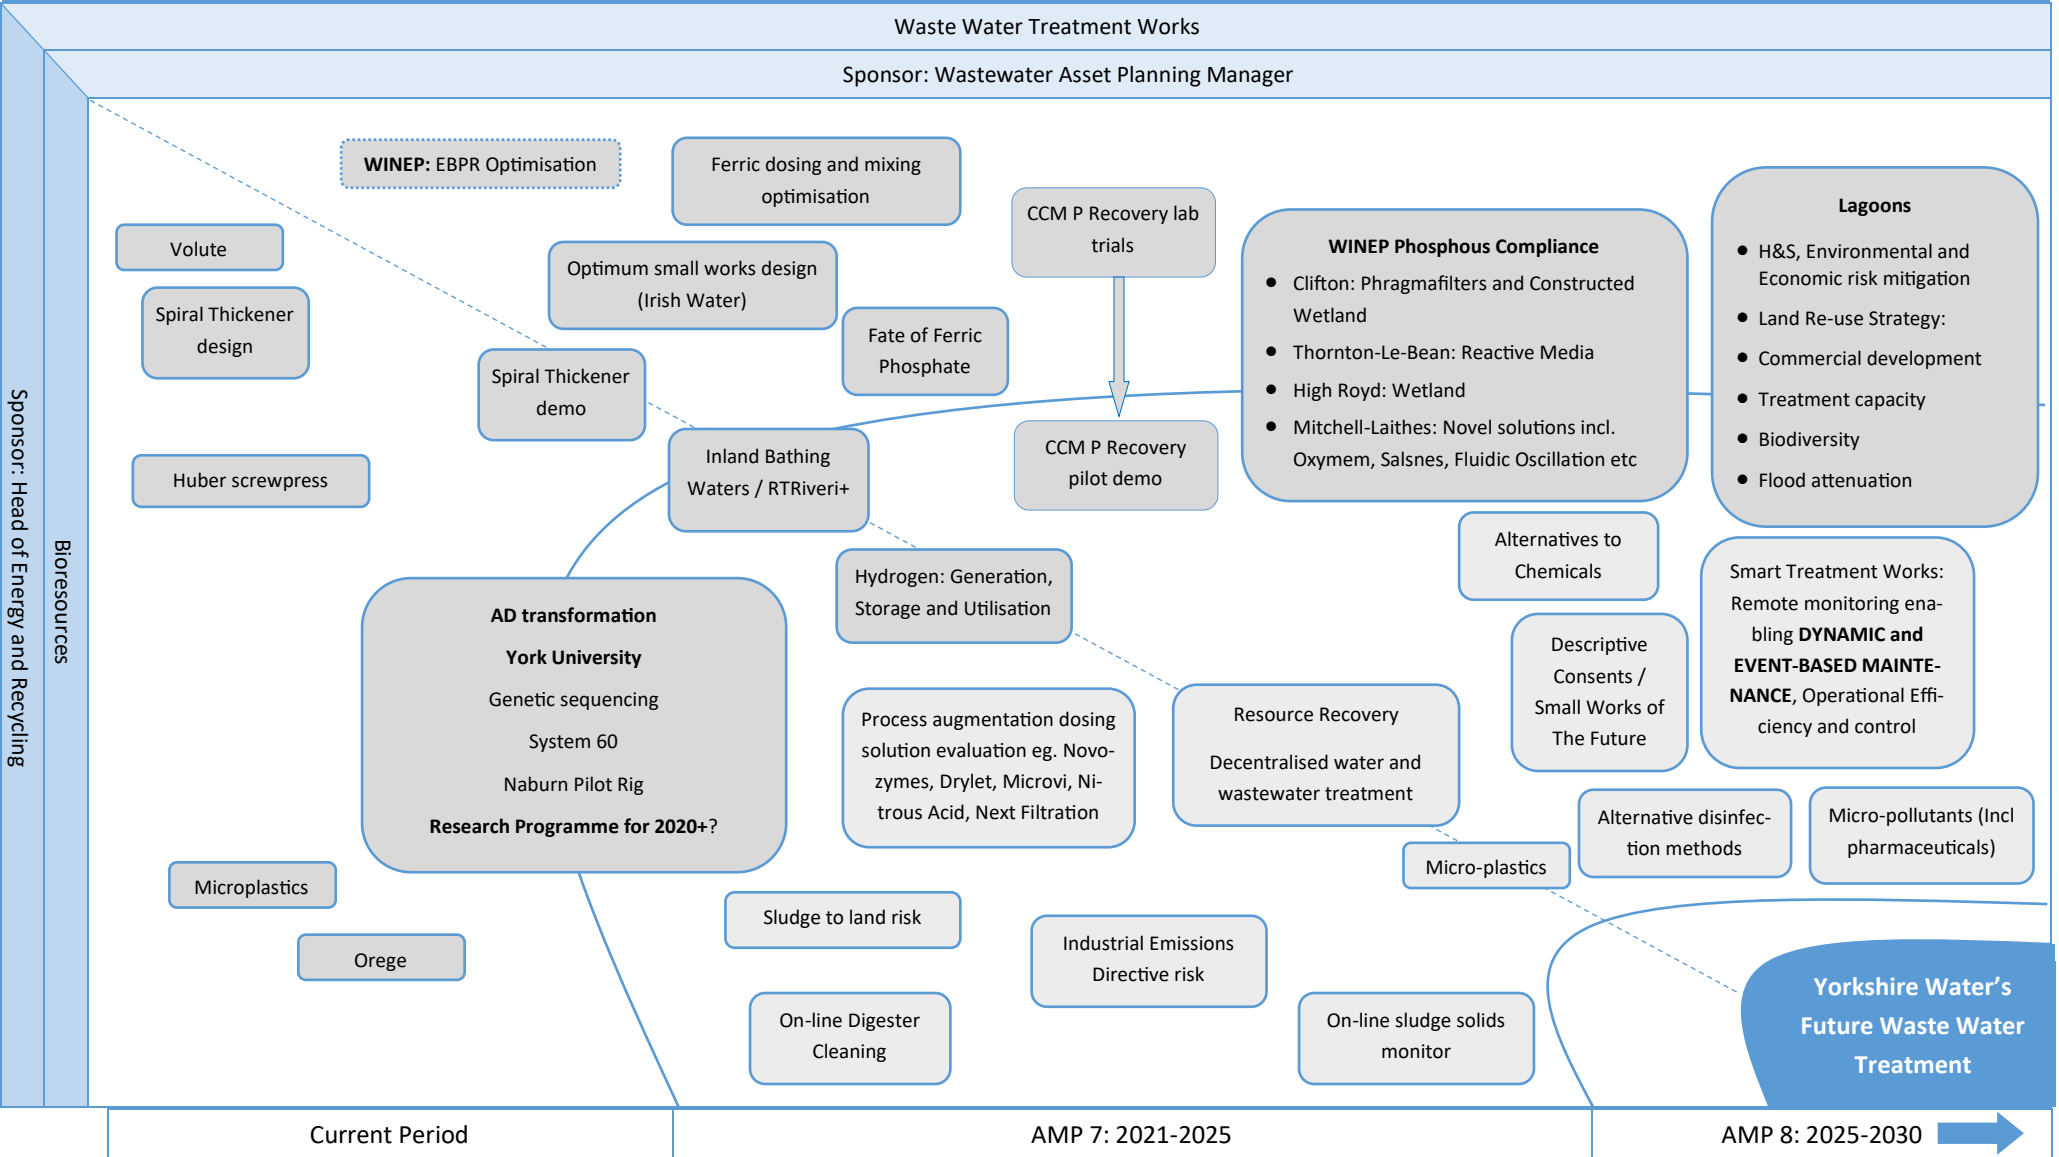 Waste Water Treatment Works
Sponsor: Wastewater Asset Planning Manager
Sponsor: Head of Energy and Recycling
Bioresources
WINEP: EBPR Optimisation
Ferric dosing and mixing
optimisation
Volute
Spiral Thickener
design
Optimum small works design
(Irish Water)
CCM P Recovery lab
trials
Fate of Ferric
Phosphate
Spiral Thickener
demo
Huber screwpress
Inland Bathing
Waters / RTRiveri+
CCM P Recovery
pilot demo
WINEP Phosphous Compliance
• Clifton: Phragmafilters and Constructed
Wetland
• Thornton-Le-Bean: Reactive Media
• High Royd: Wetland
• Mitchell-Laithes: Novel solutions incl.
Oxymem, Salsnes, Fluidic Oscillation etc
Lagoons
• H&S, Environmental and
Economic risk mitigation
• Land Re-use Strategy:
• Commercial development
• Treatment capacity
• Biodiversity
• Flood attenuation
Hydrogen: Generation,
Storage and Utilisation
Alternatives to
Chemicals
Smart Treatment Works:
Remote monitoring ena-
bling DYNAMIC and
EVENT-BASED MAINTE-
NANCE, Operational Effi-
ciency and control
Descriptive
Consents /
Small Works of
The Future
AD transformation
York University
Genetic sequencing
System 60
Naburn Pilot Rig
Research Programme for 2020+?
Process augmentation dosing
solution evaluation eg. Novo-
zymes, Drylet, Microvi, Ni-
trous Acid, Next Filtration
Resource Recovery
Decentralised water and
wastewater treatment
Alternative disinfec-
tion methods
Micro-pollutants (Incl
pharmaceuticals)
Micro-plastics
Microplastics
Orege
Sludge to land risk
Industrial Emissions
Directive risk
On-line Digester
Cleaning
On-line sludge solids
monitor
Yorkshire Water’s
Future Waste Water
Treatment
Current Period
AMP 7: 2021-2025
AMP 8: 2025-2030